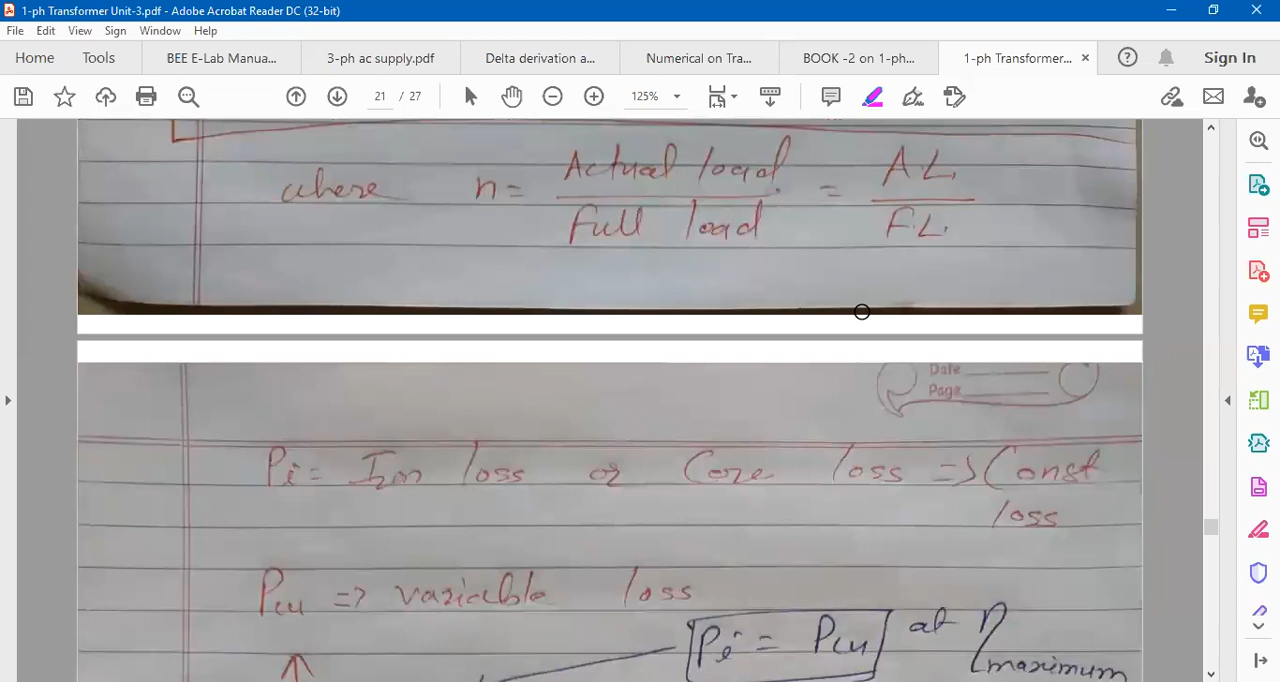 1-ph Transformer Unit-3.pdf - Adobe Acrobat Reader DC (32-bit)
File Edit View Sign Window Help
Home Tools BEE E-Lab Manua... 3-ph ac supply.pdf Delta derivation a... Numerical on Tra... BOOK -2 on 1-ph... 1-ph Transformer... × Sign In
21 / 27 125%
where n = Actual load / Full load = A.L. / F.L.
Date
Page
Pi = Iron loss or Core loss => Const
loss
Pcu => variable loss
Pi = Pcu at η maximum